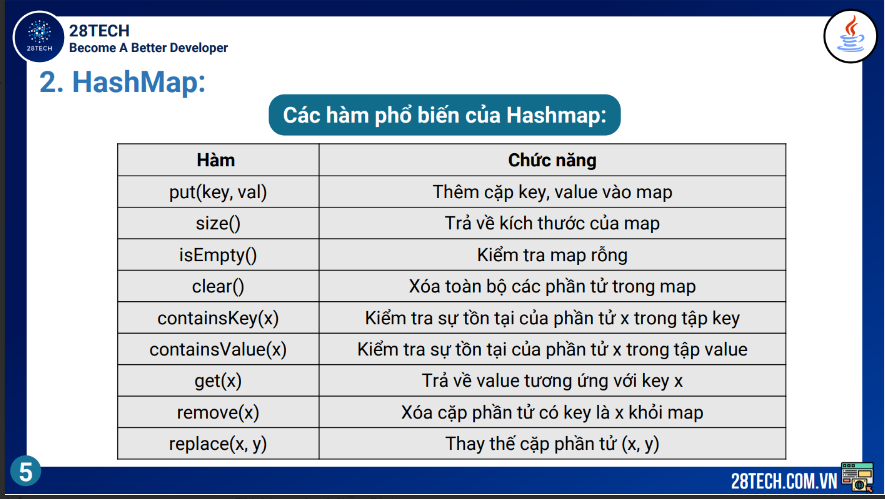 28TECH
28TECH
Become A Better Developer
2. HashMap:
Các hàm phổ biến của Hashmap:
Hàm Chức năng
put(key, val) Thêm cặp key, value vào map
size() Trả về kích thước của map
isEmpty() Kiểm tra map rỗng
clear() Xóa toàn bộ các phần tử trong map
containsKey(x) Kiểm tra sự tồn tại của phần tử x trong tập key
containsValue(x) Kiểm tra sự tồn tại của phần tử x trong tập value
get(x) Trả về value tương ứng với key x
remove(x) Xóa cặp phần tử có key là x khỏi map
replace(x, y) Thay thế cặp phần tử (x, y)
5
28TECH.COM.VN